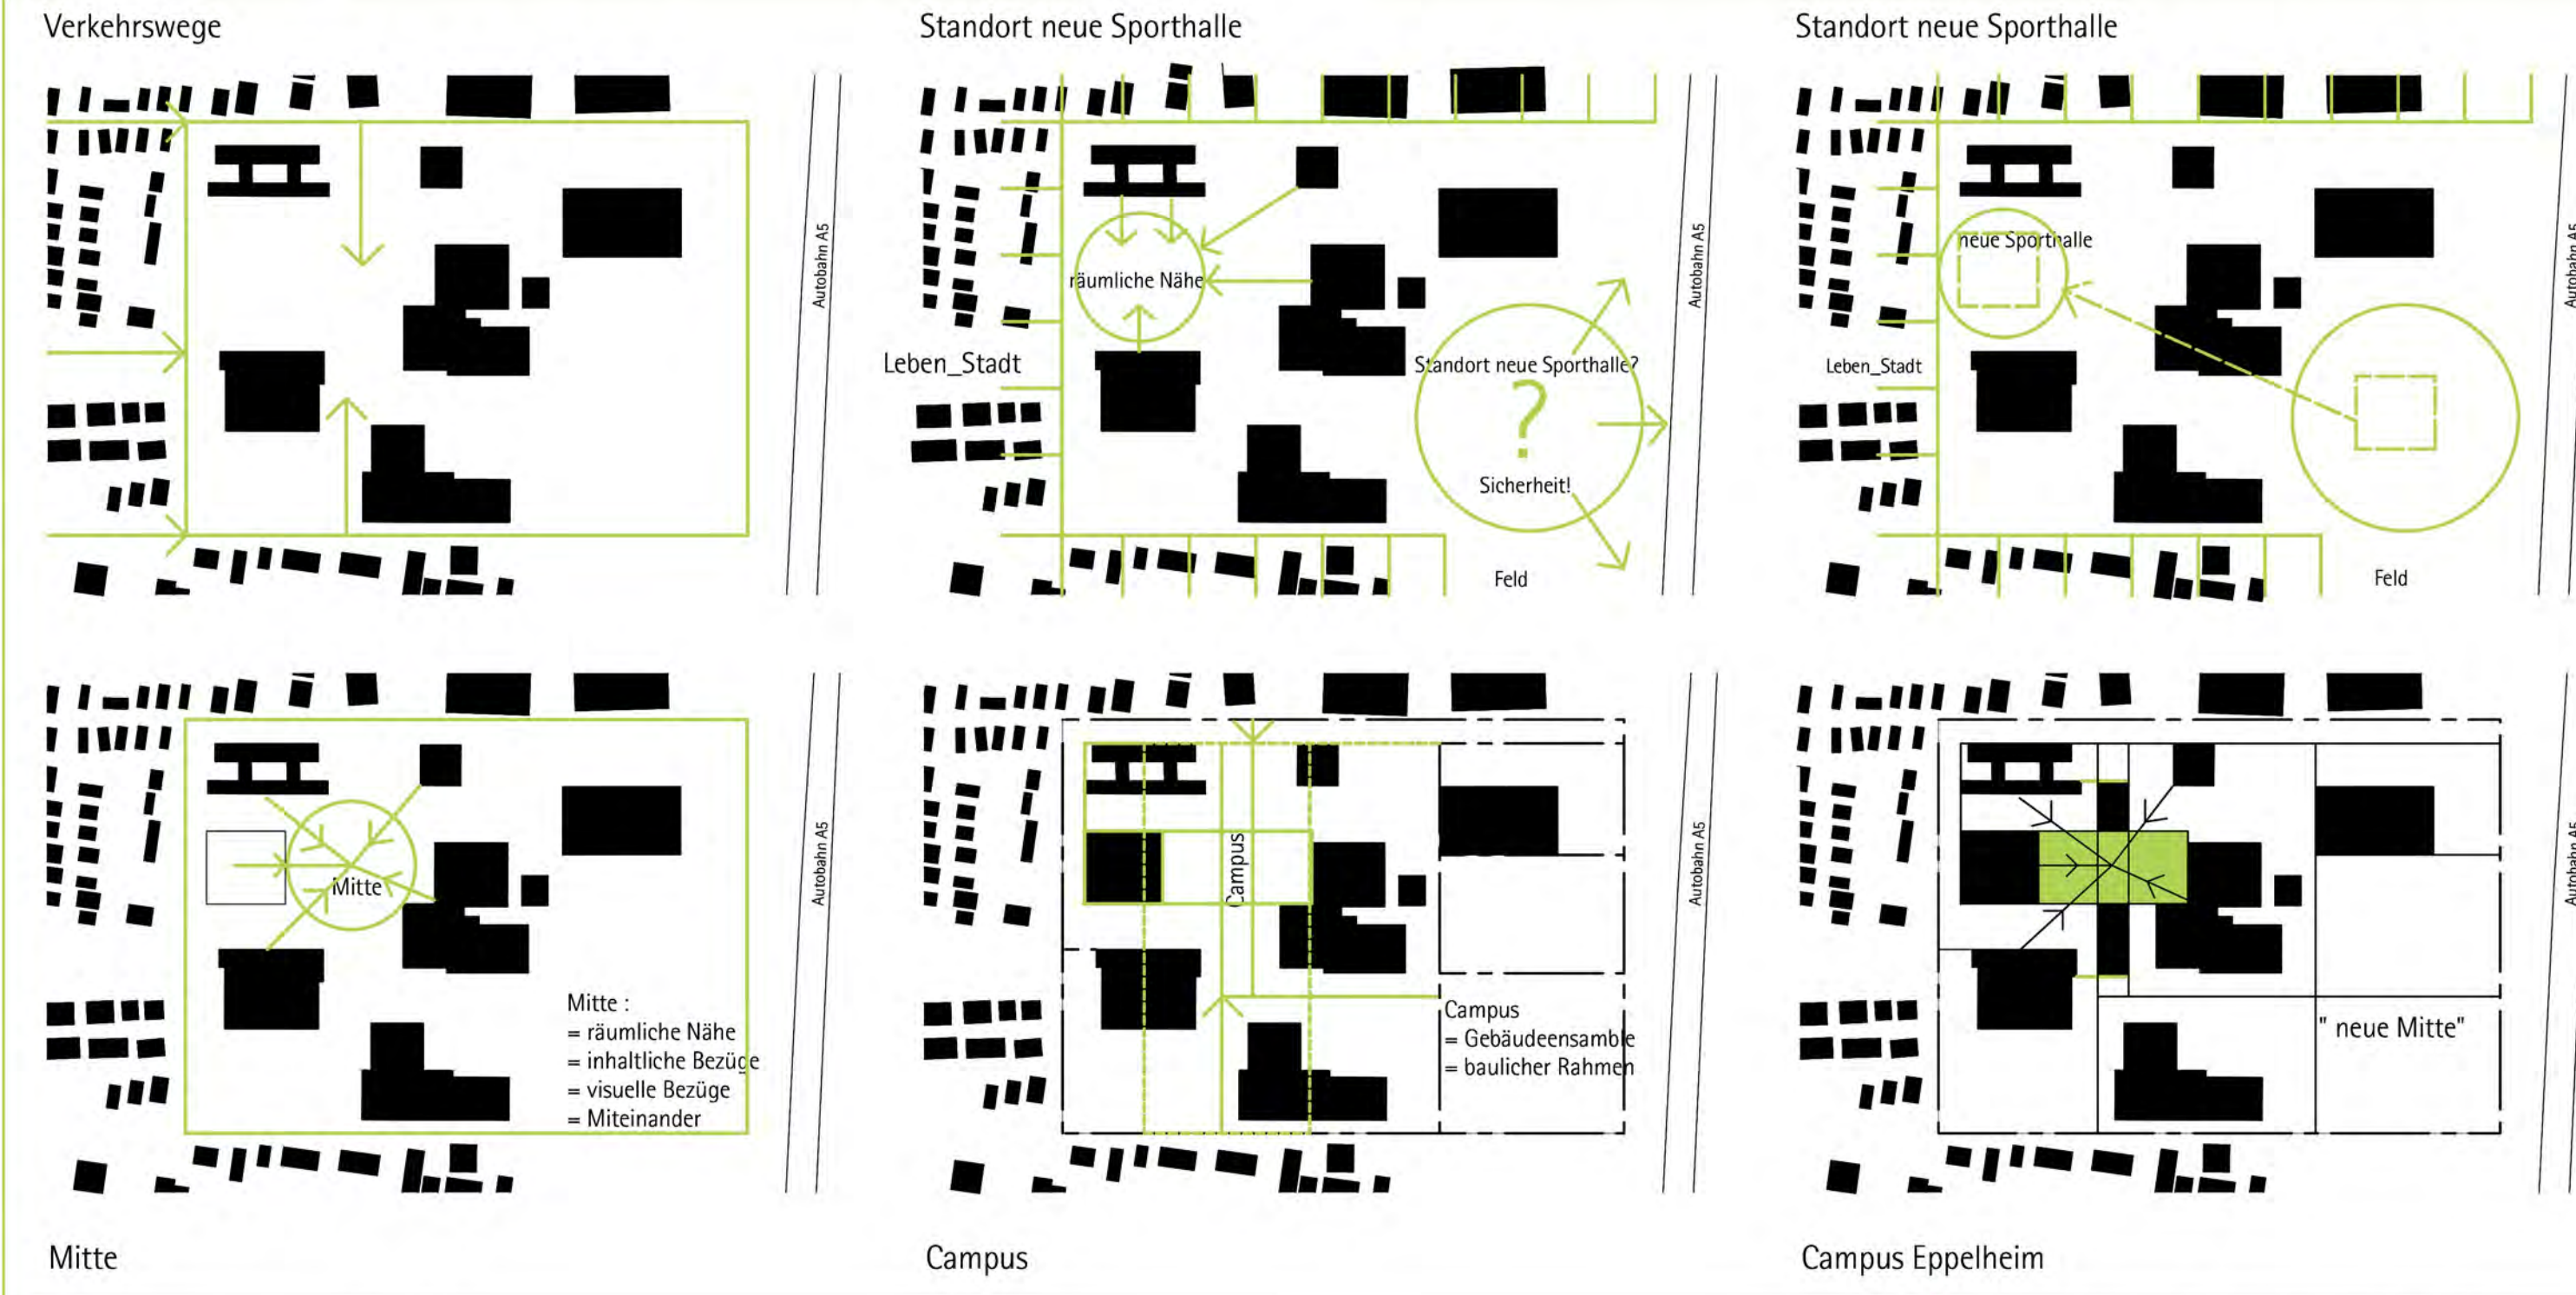 Verkehrswege
Autobahn A5
Standort neue Sporthalle
räumliche Nähe
Leben_Stadt
Standort neue Sporthalle?
?
Sicherheit!
Feld
Autobahn A5
Standort neue Sporthalle
neue Sporthalle
Leben_Stadt
Feld
Autobahn A5
Mitte
Mitte :
= räumliche Nähe
= inhaltliche Bezüge
= visuelle Bezüge
= Miteinander
Autobahn A5
Mitte
Campus
Campus
= Gebäudeensamble
= baulicher Rahmen
Autobahn A5
Campus
" neue Mitte"
Autobahn A5
Campus Eppelheim